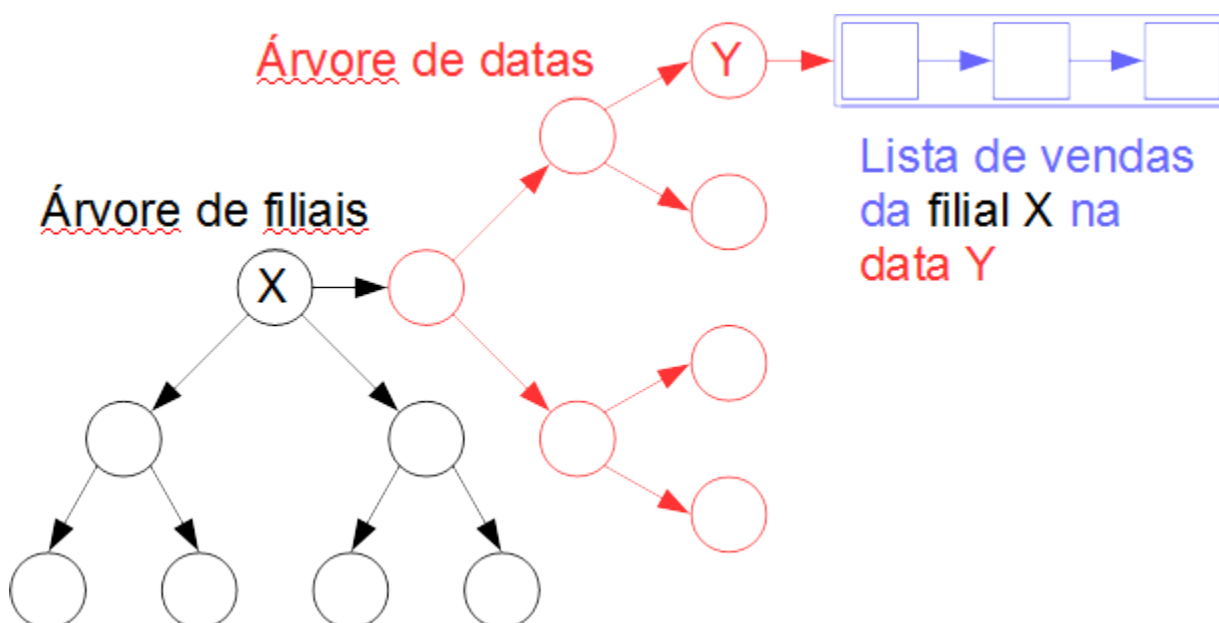 Árvore de datas
Y
Lista de vendas
da filial X na
data Y
Árvore de filiais
X